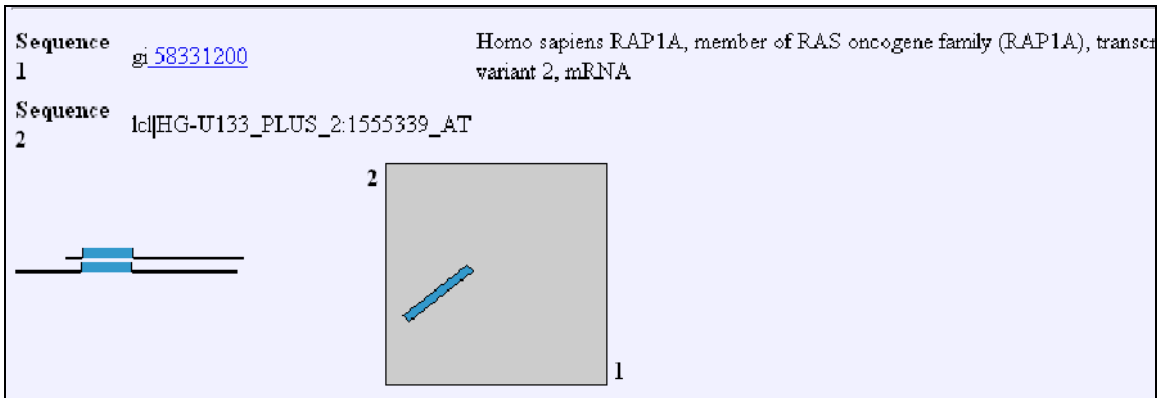 Sequence 1 gi 58331200 Homo sapiens RAP1A, member of RAS oncogene family (RAP1A), transcr
variant 2, mRNA
Sequence 2 lcl|HG-U133_PLUS_2:1555339_AT
2
1